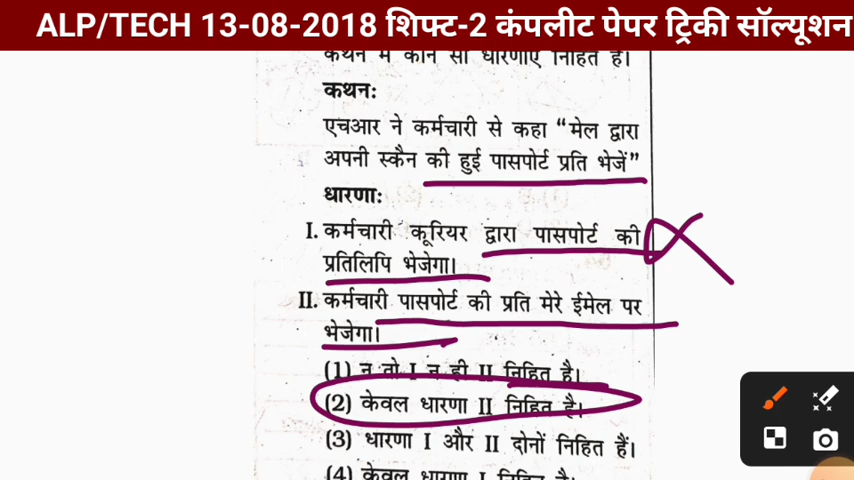 ALP/TECH 13-08-2018 शिफ्ट-2 कंपलीट पेपर ट्रिकी सॉल्यूशन
कथन में कौन सी धारणाएं निहित हैं।
कथनः
एचआर ने कर्मचारी से कहा “मेल द्वारा
अपनी स्कैन की हुई पासपोर्ट प्रति भेजें”
धारणाः
I. कर्मचारी कूरियर द्वारा पासपोर्ट की
प्रतिलिपि भेजेगा।
II. कर्मचारी पासपोर्ट की प्रति मेरे ईमेल पर
भेजेगा।
(1) न तो I न ही II निहित है।
(2) केवल धारणा II निहित है।
(3) धारणा I और II दोनों निहित हैं।
(4) केवल धारणा I निहित है।